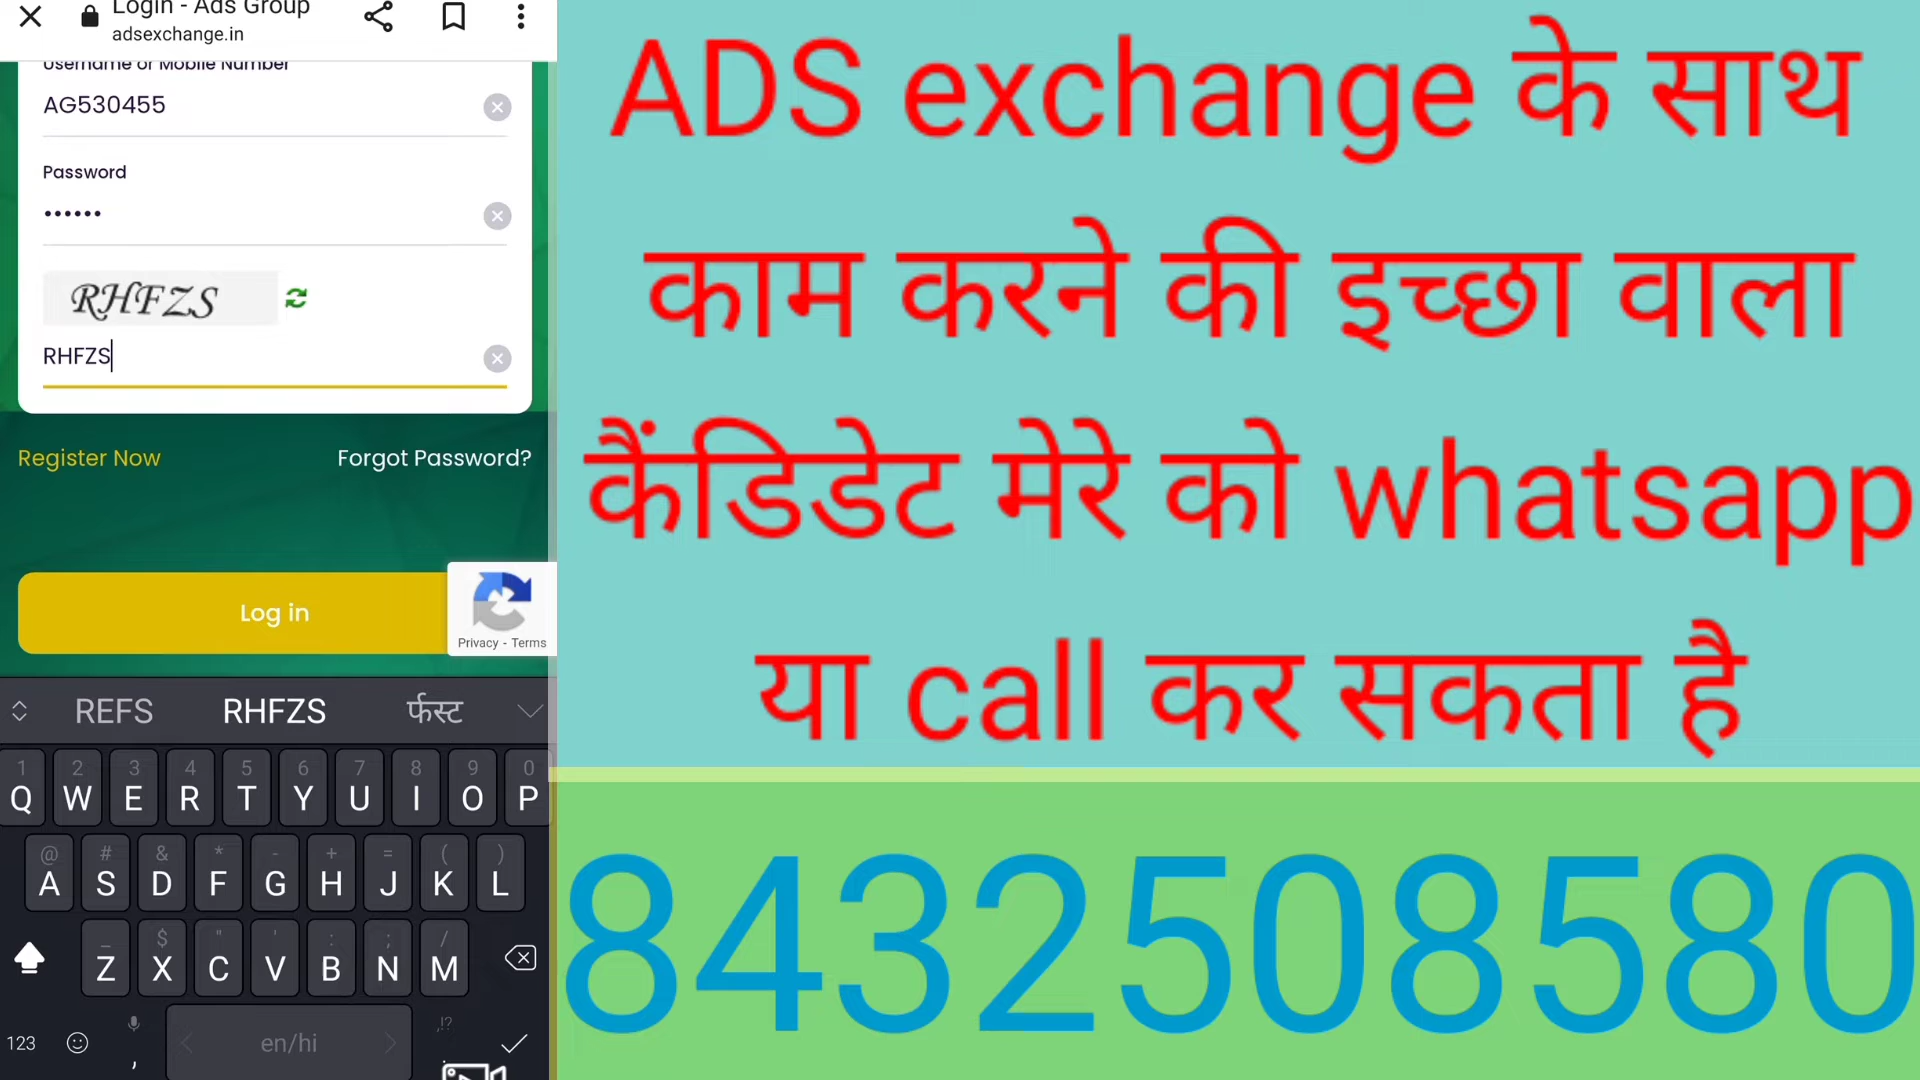 Login - Ads Group
adsexchange.in
Username or Mobile Number
AG530455
Password
••••••
RHFZS
RHFZS
Register Now
Forgot Password?
Log in
Privacy - Terms
REFS RHFZS र्फस्ट
1 2 3 4 5 6 7 8 9 0
Q W E R T Y U I O P
@ # & * - + = ( )
A S D F G H J K L
_ $ " ' : ; /
Z X C V B N M
,!?
123 , en/hi
ADS exchange के साथ
काम करने की इच्छा वाला
कैंडिडेट मेरे को whatsapp
या call कर सकता है
8432508580